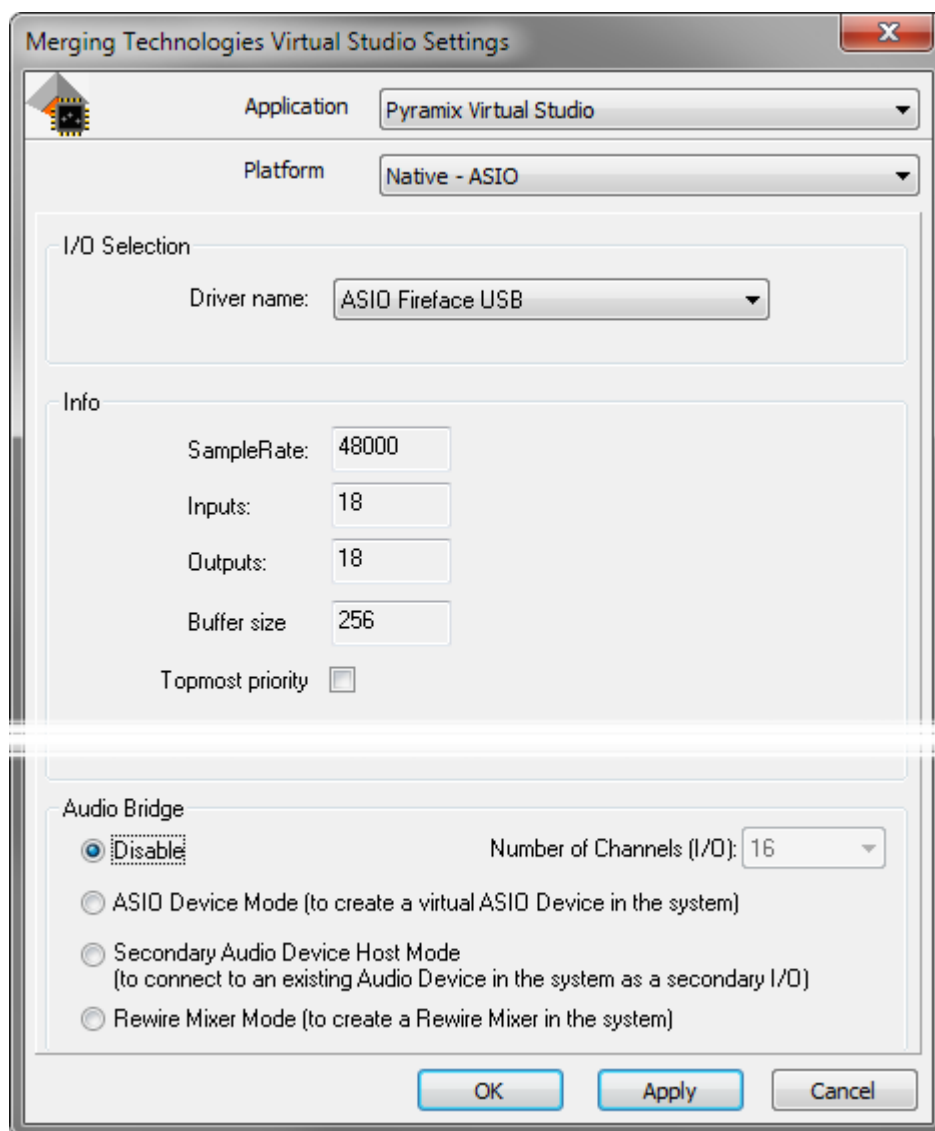 Merging Technologies Virtual Studio Settings
Application Pyramix Virtual Studio
Platform Native - ASIO
I/O Selection
Driver name: ASIO Fireface USB
Info
SampleRate: 48000
Inputs: 18
Outputs: 18
Buffer size 256
Topmost priority
Audio Bridge
Disable Number of Channels (I/O): 16
ASIO Device Mode (to create a virtual ASIO Device in the system)
Secondary Audio Device Host Mode
(to connect to an existing Audio Device in the system as a secondary I/O)
Rewire Mixer Mode (to create a Rewire Mixer in the system)
OK Apply Cancel